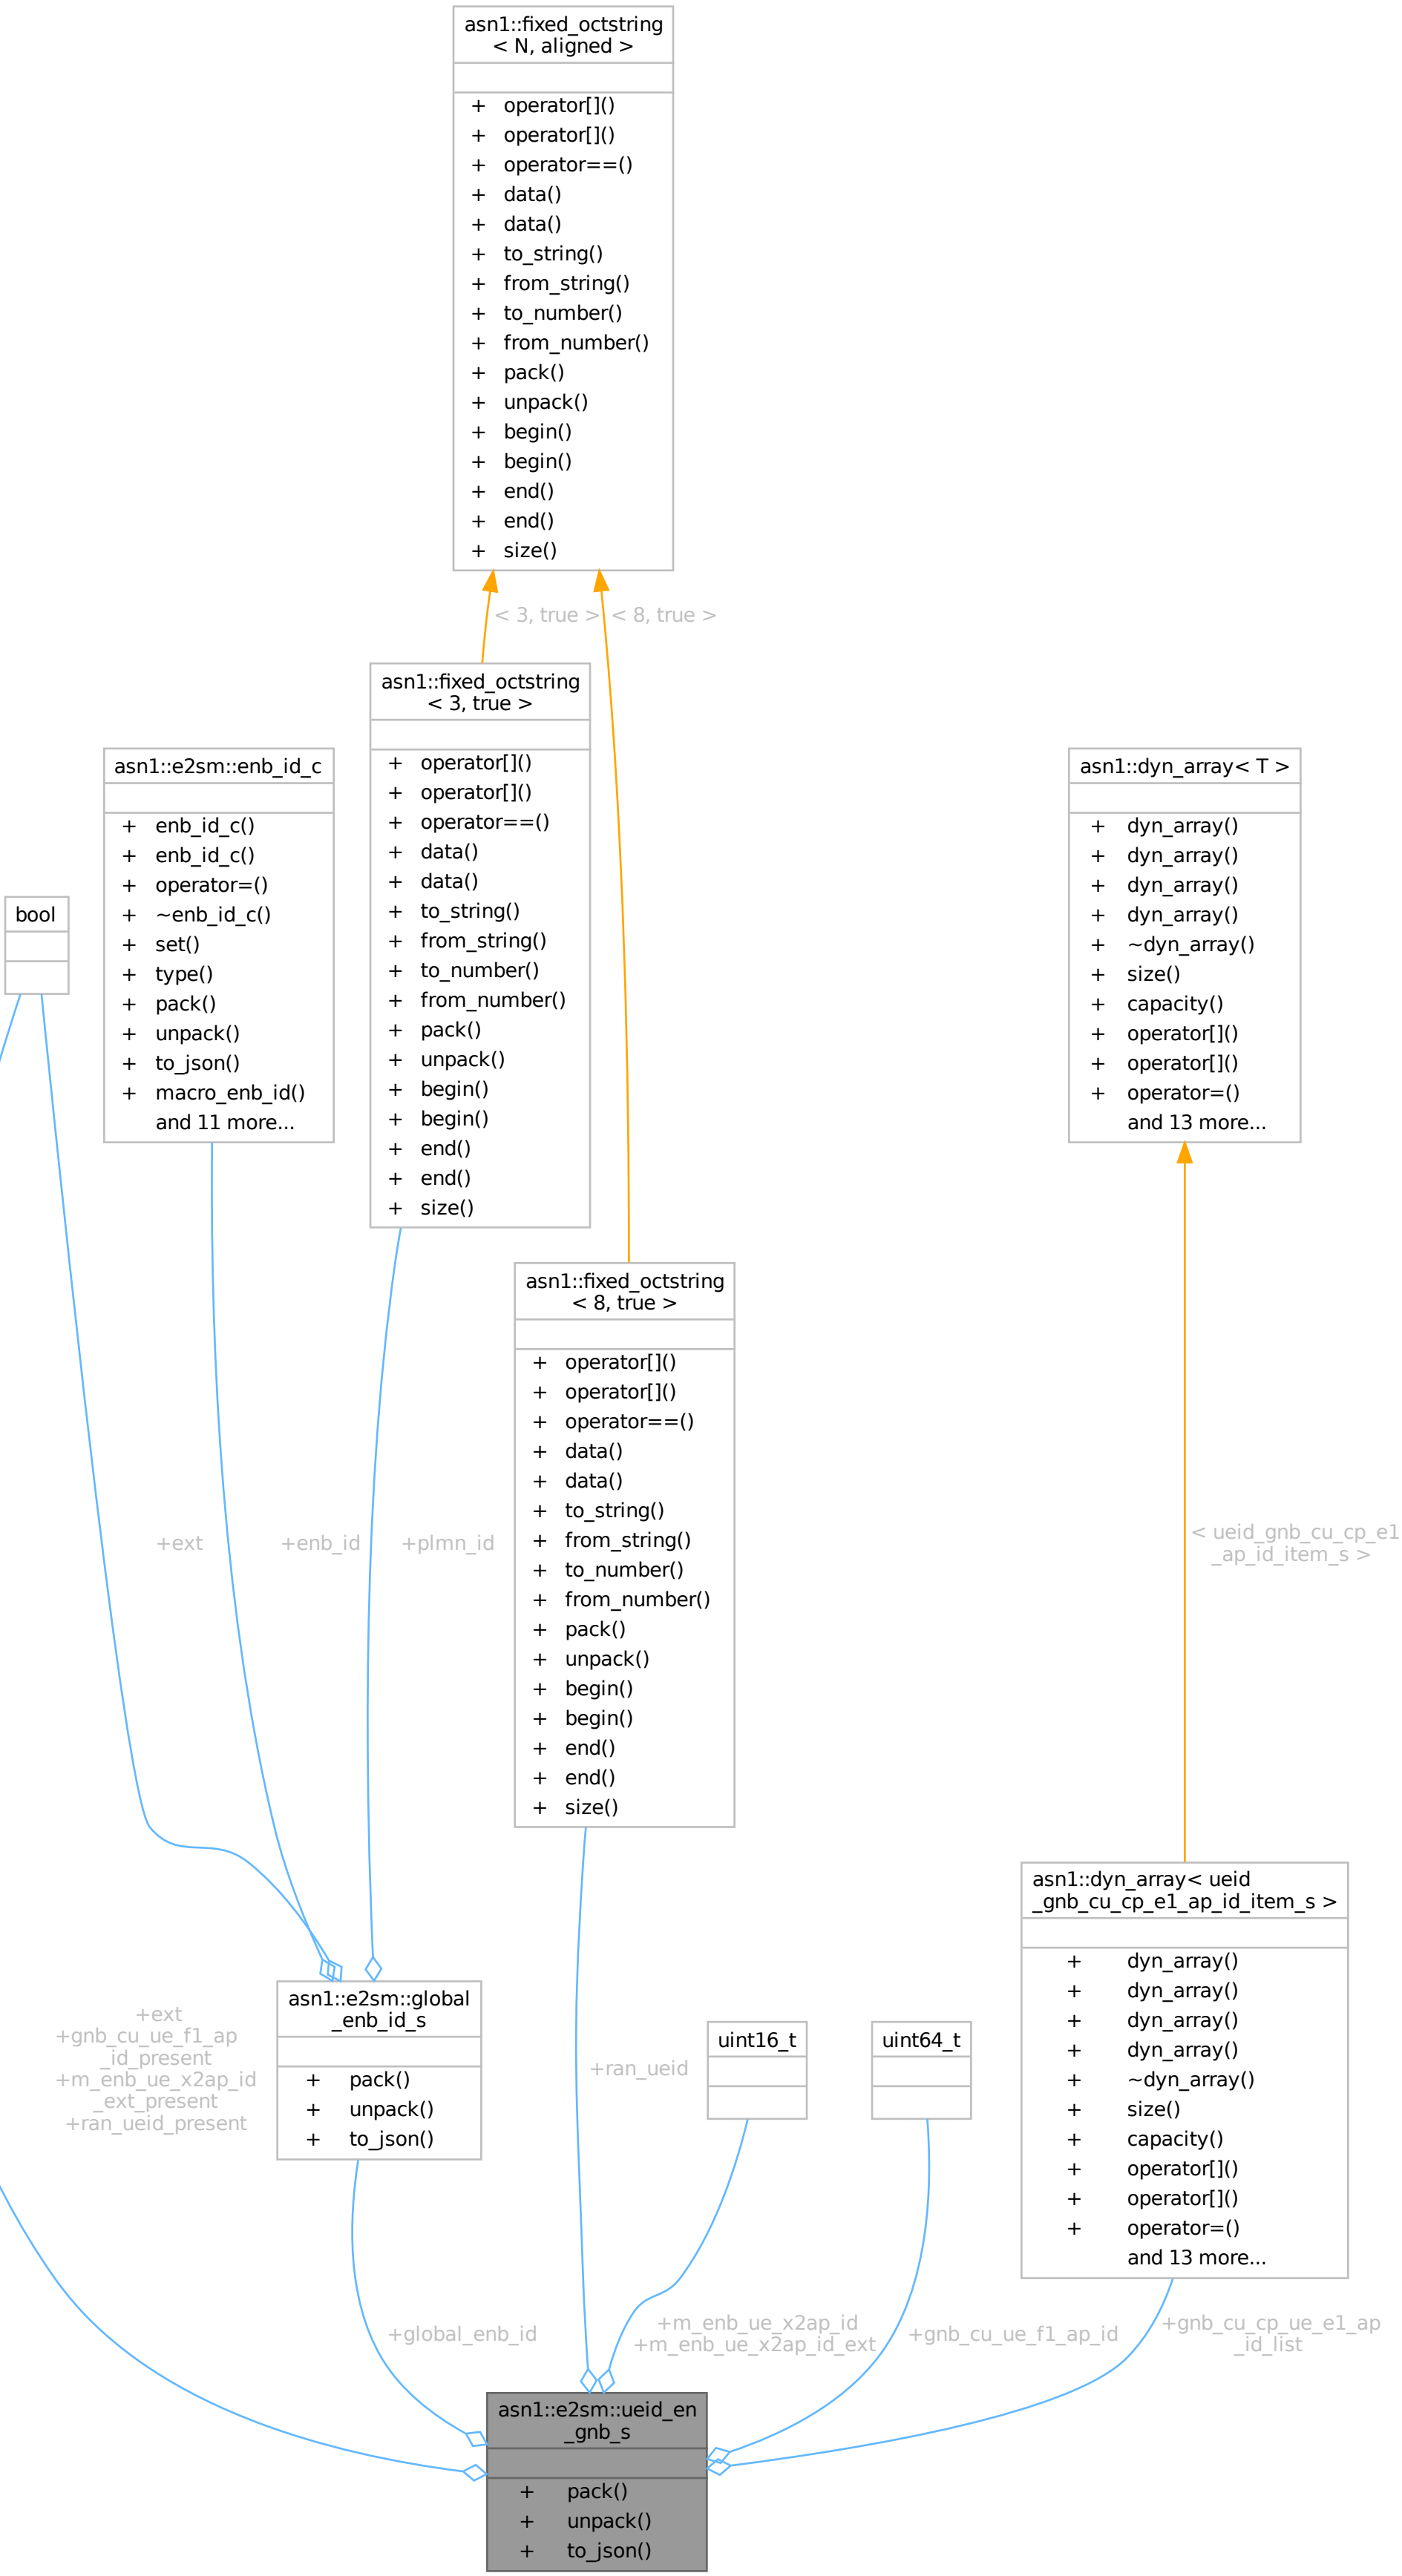 asn1::fixed_octstring
< N, aligned >
+ operator[]()
+ operator[]()
+ operator==()
+ data()
+ data()
+ to_string()
+ from_string()
+ to_number()
+ from_number()
+ pack()
+ unpack()
+ begin()
+ begin()
+ end()
+ end()
+ size()
< 3, true >
< 8, true >
asn1::fixed_octstring
< 3, true >
+ operator[]()
+ operator[]()
+ operator==()
+ data()
+ data()
+ to_string()
+ from_string()
+ to_number()
+ from_number()
+ pack()
+ unpack()
+ begin()
+ begin()
+ end()
+ end()
+ size()
asn1::e2sm::enb_id_c
+ enb_id_c()
+ enb_id_c()
+ operator=()
+ ~enb_id_c()
+ set()
+ type()
+ pack()
+ unpack()
+ to_json()
+ macro_enb_id()
and 11 more...
asn1::dyn_array< T >
+ dyn_array()
+ dyn_array()
+ dyn_array()
+ dyn_array()
+ ~dyn_array()
+ size()
+ capacity()
+ operator[]()
+ operator[]()
+ operator=()
and 13 more...
bool
asn1::fixed_octstring
< 8, true >
+ operator[]()
+ operator[]()
+ operator==()
+ data()
+ data()
+ to_string()
+ from_string()
+ to_number()
+ from_number()
+ pack()
+ unpack()
+ begin()
+ begin()
+ end()
+ end()
+ size()
+ext
+enb_id
+plmn_id
< ueid_gnb_cu_cp_e1
_ap_id_item_s >
asn1::dyn_array< ueid
_gnb_cu_cp_e1_ap_id_item_s >
+ dyn_array()
+ dyn_array()
+ dyn_array()
+ dyn_array()
+ ~dyn_array()
+ size()
+ capacity()
+ operator[]()
+ operator[]()
+ operator=()
and 13 more...
asn1::e2sm::global
_enb_id_s
+ pack()
+ unpack()
+ to_json()
+ext
+gnb_cu_ue_f1_ap
_id_present
+m_enb_ue_x2ap_id
_ext_present
+ran_ueid_present
+ran_ueid
uint16_t
uint64_t
+global_enb_id
+m_enb_ue_x2ap_id
+m_enb_ue_x2ap_id_ext
+gnb_cu_ue_f1_ap_id
+gnb_cu_cp_ue_e1_ap
_id_list
asn1::e2sm::ueid_en
_gnb_s
+ pack()
+ unpack()
+ to_json()